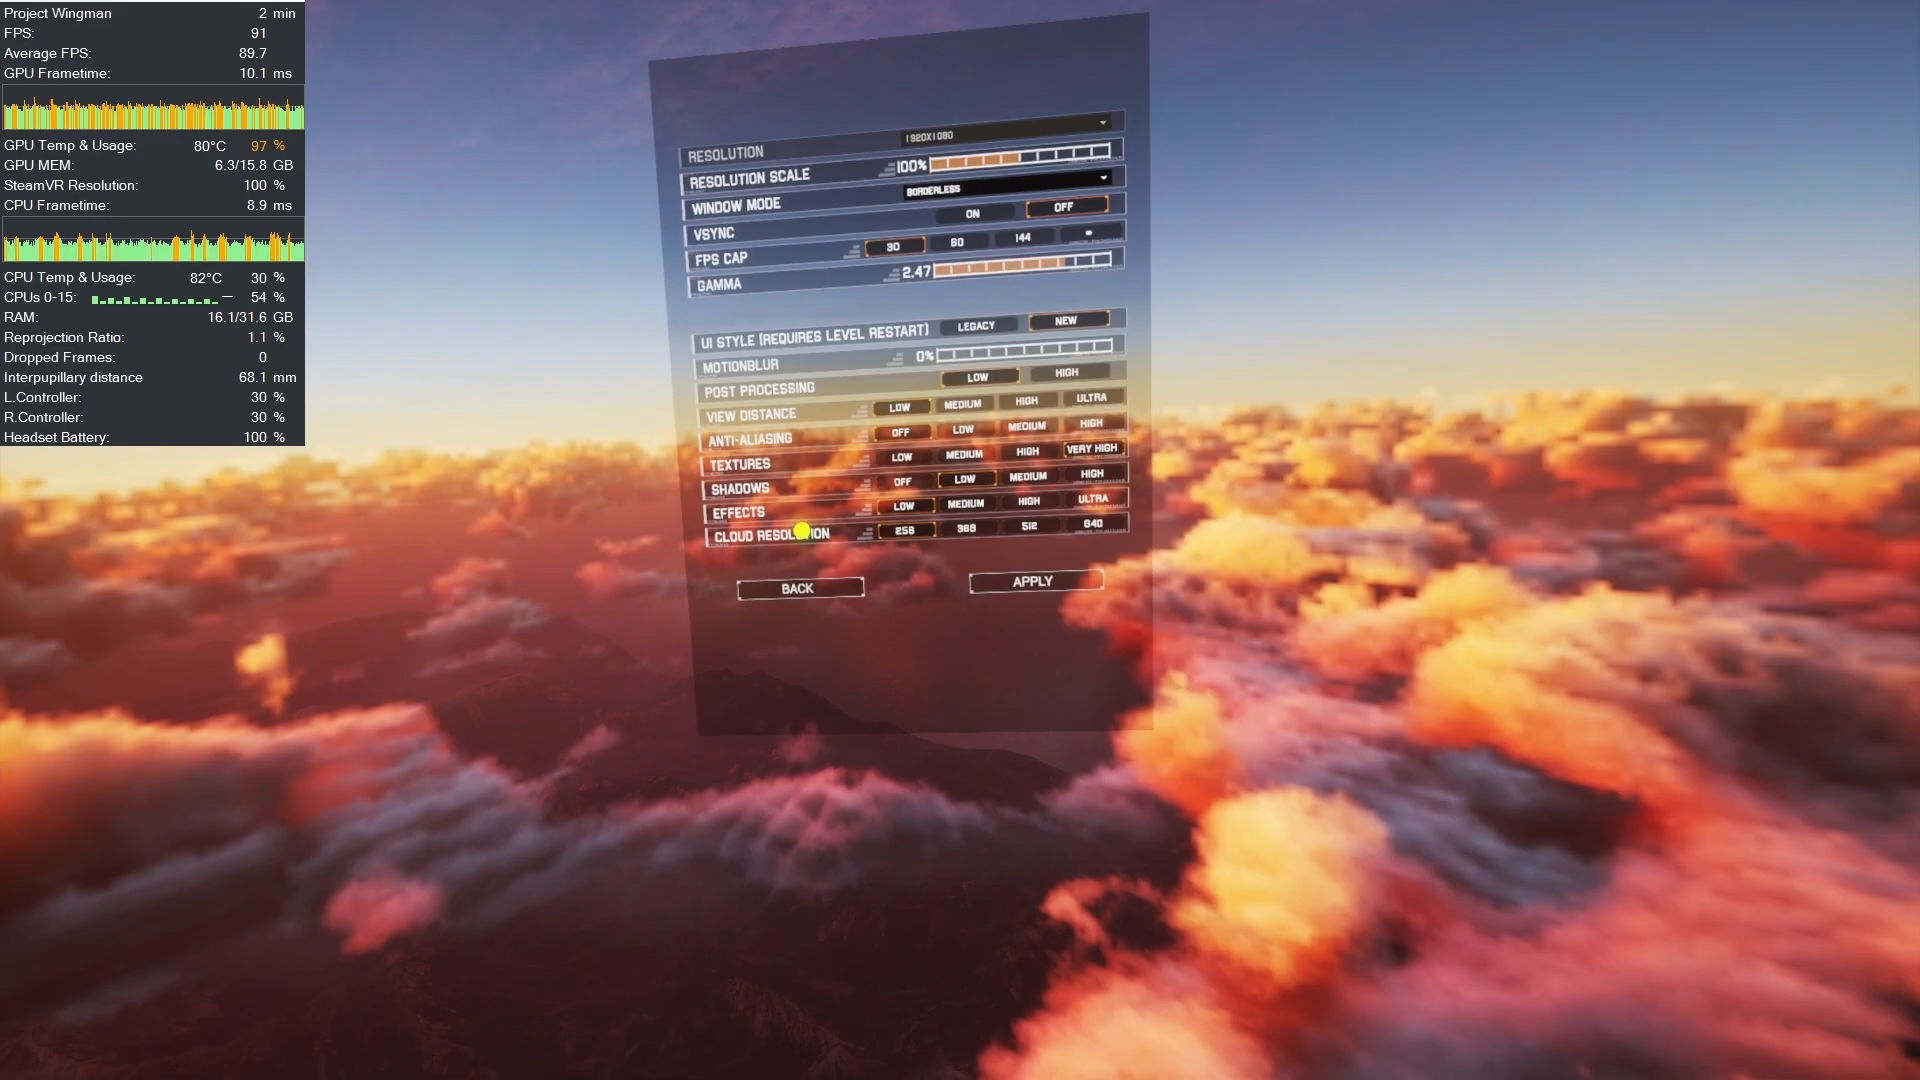 Project Wingman 2 min
FPS: 91
Average FPS: 89.7
GPU Frametime: 10.1 ms
GPU Temp & Usage: 80°C 97 %
GPU MEM: 6.3/15.8 GB
SteamVR Resolution: 100 %
CPU Frametime: 8.9 ms
CPU Temp & Usage: 82°C 30 %
CPUs 0-15: 54 %
RAM: 16.1/31.6 GB
Reprojection Ratio: 1.1 %
Dropped Frames: 0
Interpupillary distance 68.1 mm
L.Controller: 30 %
R.Controller: 30 %
Headset Battery: 100 %
RESOLUTION 1920X1080
RESOLUTION SCALE 100%
WINDOW MODE BORDERLESS
VSYNC ON OFF
FPS CAP 30 60 144 ∞
GAMMA 2.47
UI STYLE (REQUIRES LEVEL RESTART) LEGACY NEW
MOTIONBLUR 0%
POST PROCESSING LOW HIGH
VIEW DISTANCE LOW MEDIUM HIGH ULTRA
ANTI-ALIASING OFF LOW MEDIUM HIGH
TEXTURES LOW MEDIUM HIGH VERY HIGH
SHADOWS OFF LOW MEDIUM HIGH
EFFECTS LOW MEDIUM HIGH ULTRA
CLOUD RESOLUTION 256 368 512 640
BACK APPLY